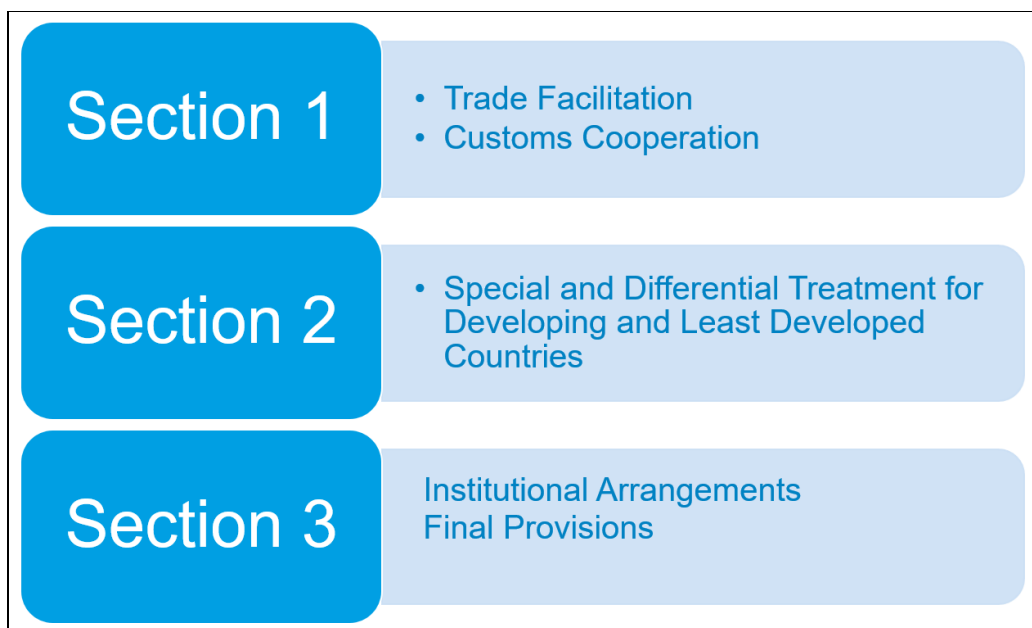 Section 1
• Trade Facilitation
• Customs Cooperation
Section 2
• Special and Differential Treatment for
Developing and Least Developed
Countries
Section 3
Institutional Arrangements
Final Provisions